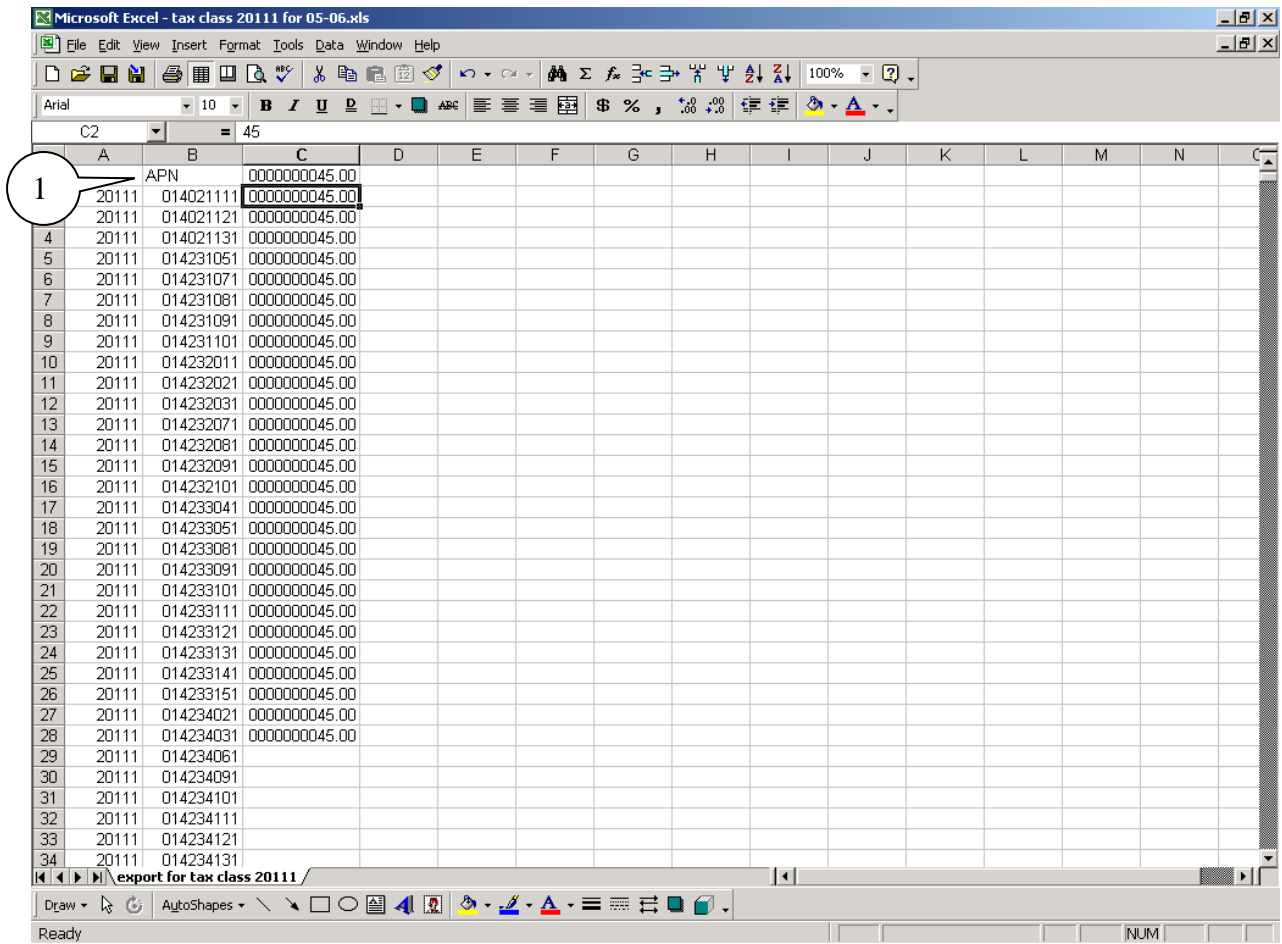 Microsoft Excel - tax class 20111 for 05-06.xls
File Edit View Insert Format Tools Data Window Help
100%
Arial 10 B I U D ABC $ % ,
C2 = 45
A B C D E F G H I J K L M N
1
APN 0000000045.00
20111 014021111 0000000045.00
20111 014021121 0000000045.00
4 20111 014021131 0000000045.00
5 20111 014231051 0000000045.00
6 20111 014231071 0000000045.00
7 20111 014231081 0000000045.00
8 20111 014231091 0000000045.00
9 20111 014231101 0000000045.00
10 20111 014232011 0000000045.00
11 20111 014232021 0000000045.00
12 20111 014232031 0000000045.00
13 20111 014232071 0000000045.00
14 20111 014232081 0000000045.00
15 20111 014232091 0000000045.00
16 20111 014232101 0000000045.00
17 20111 014233041 0000000045.00
18 20111 014233051 0000000045.00
19 20111 014233081 0000000045.00
20 20111 014233091 0000000045.00
21 20111 014233101 0000000045.00
22 20111 014233111 0000000045.00
23 20111 014233121 0000000045.00
24 20111 014233131 0000000045.00
25 20111 014233141 0000000045.00
26 20111 014233151 0000000045.00
27 20111 014234021 0000000045.00
28 20111 014234031 0000000045.00
29 20111 014234061
30 20111 014234091
31 20111 014234101
32 20111 014234111
33 20111 014234121
34 20111 014234131
export for tax class 20111
Draw AutoShapes
Ready NUM